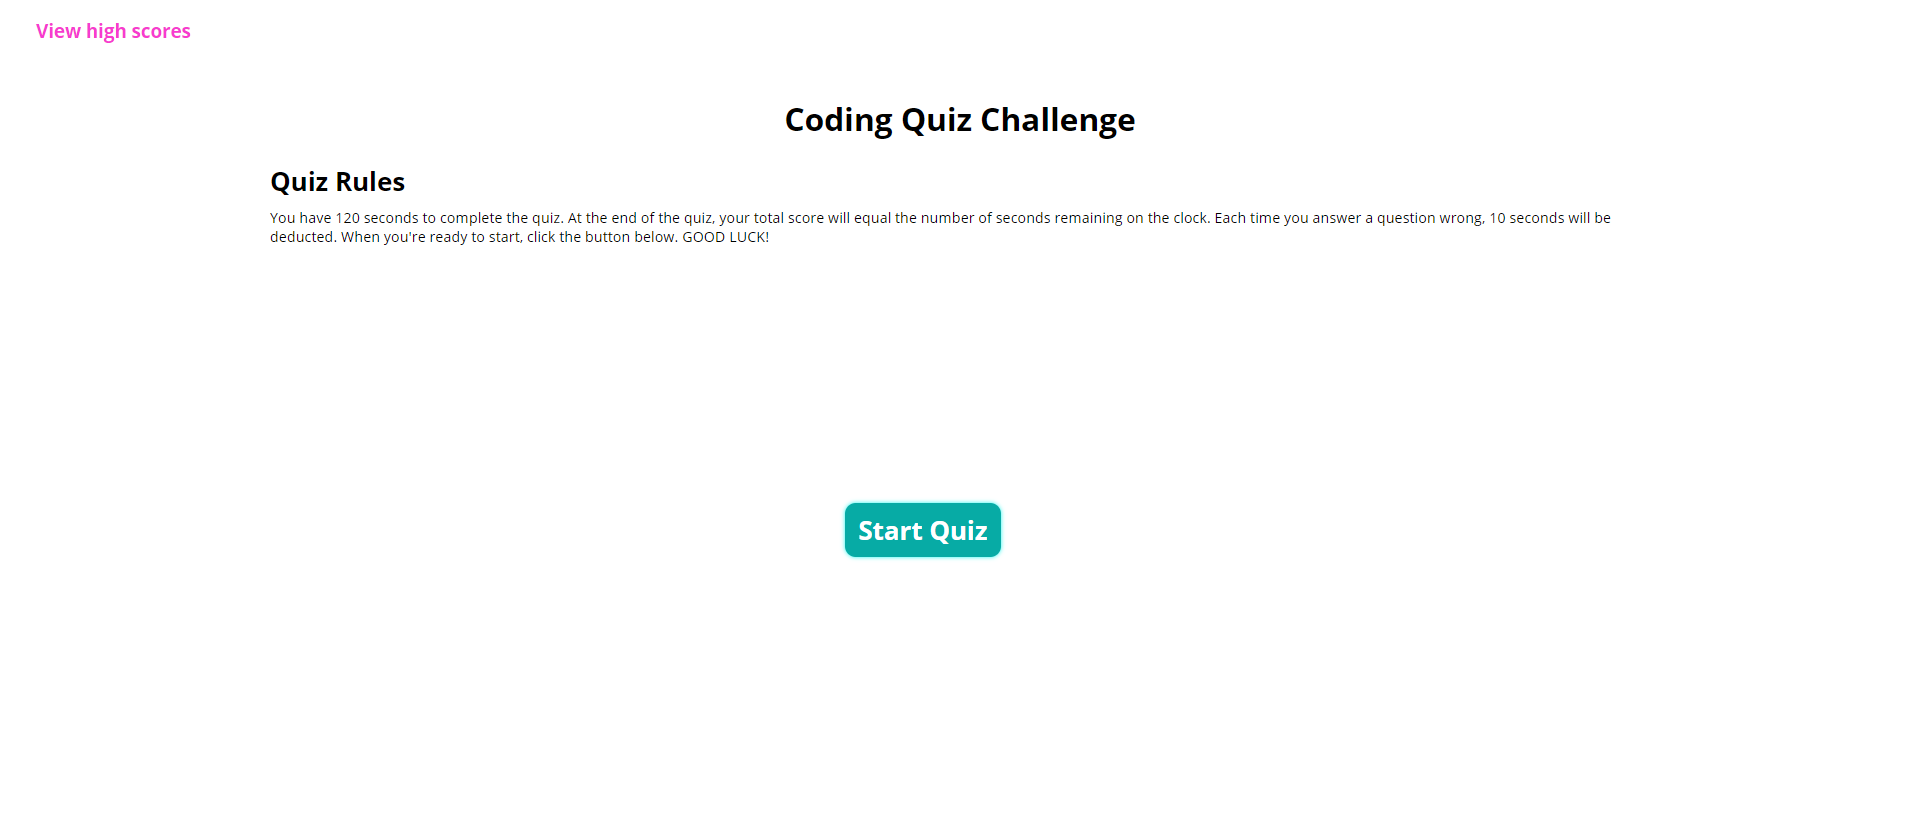 View high scores
Coding Quiz Challenge
Quiz Rules
You have 120 seconds to complete the quiz. At the end of the quiz, your total score will equal the number of seconds remaining on the clock. Each time you answer a question wrong, 10 seconds will be
deducted. When you're ready to start, click the button below. GOOD LUCK!
Start Quiz